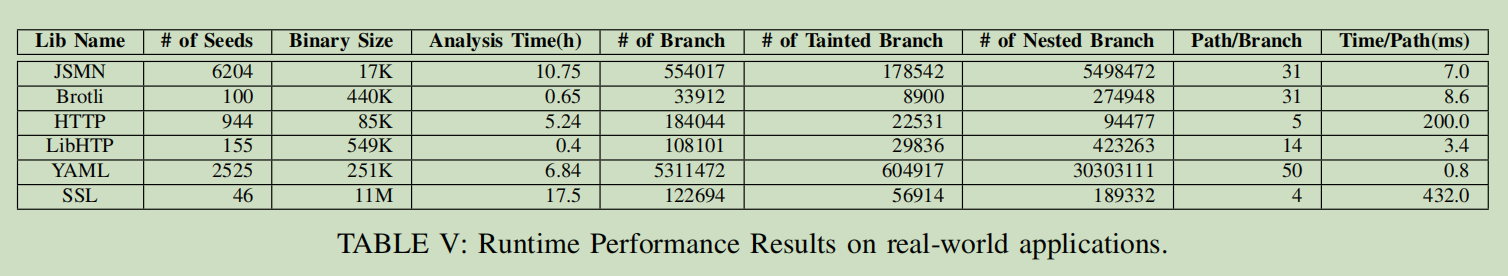 Lib Name # of Seeds Binary Size Analysis Time(h) # of Branch # of Tainted Branch # of Nested Branch Path/Branch Time/Path(ms)
JSMN 6204 17K 10.75 554017 178542 5498472 31 7.0
Brotli 100 440K 0.65 33912 8900 274948 31 8.6
HTTP 944 85K 5.24 184044 22531 94477 5 200.0
LibHTP 155 549K 0.4 108101 29836 423263 14 3.4
YAML 2525 251K 6.84 5311472 604917 30303111 50 0.8
SSL 46 11M 17.5 122694 56914 189332 4 432.0
TABLE V: Runtime Performance Results on real-world applications.